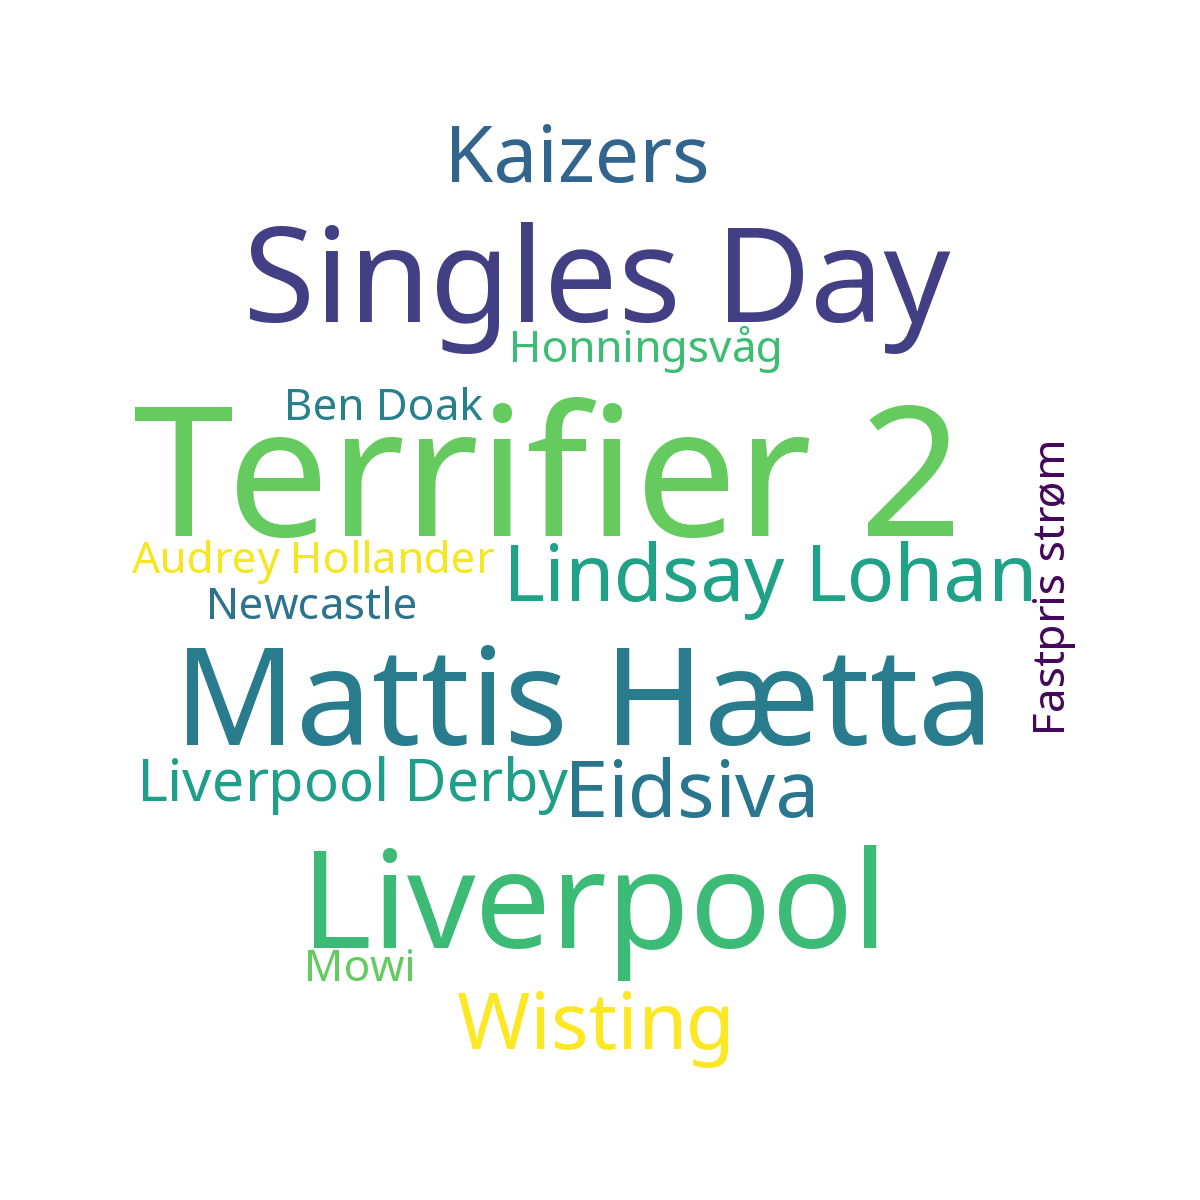 Kaizers
Singles Day
Honningsvåg
Ben Doak
Terrifier 2
Audrey Hollander
Lindsay Lohan
Fastpris strøm
Newcastle
Mattis Hætta
Liverpool Derby
Eidsiva
Liverpool
Mowi
Wisting